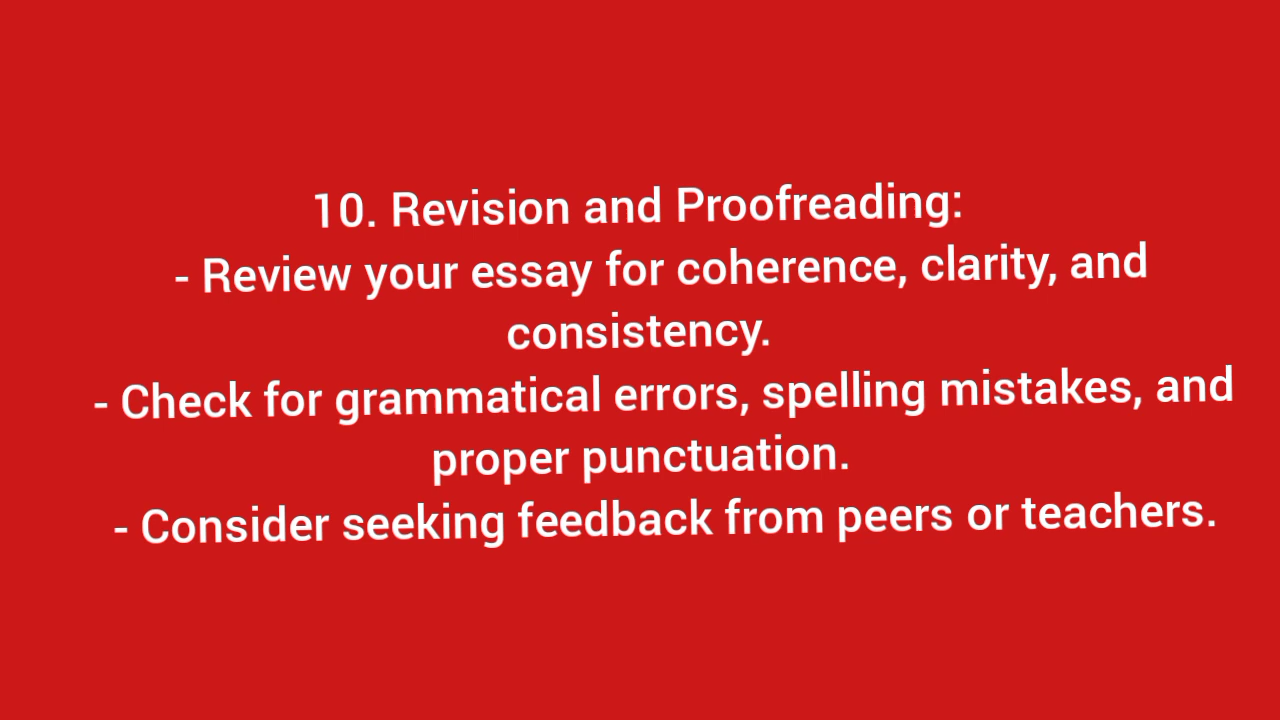 10. Revision and Proofreading:
- Review your essay for coherence, clarity, and
consistency.
- Check for grammatical errors, spelling mistakes, and
proper punctuation.
- Consider seeking feedback from peers or teachers.